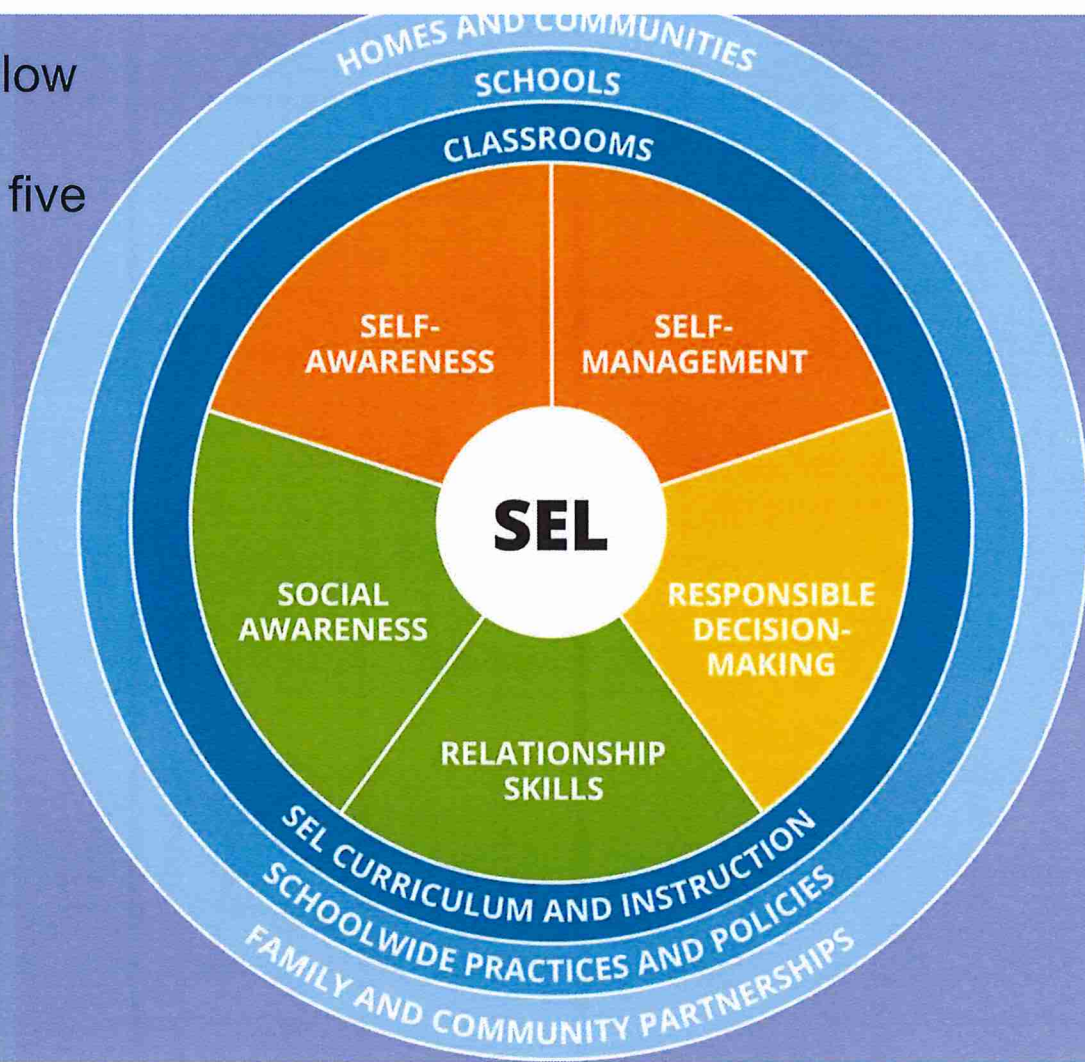 low
five
HOMES AND COMMUNITIES
SCHOOLS
CLASSROOMS
SELF-
AWARENESS
SELF-
MANAGEMENT
SEL
SOCIAL
AWARENESS
RESPONSIBLE
DECISION-
MAKING
RELATIONSHIP
SKILLS
SEL CURRICULUM AND INSTRUCTION
SCHOOLWIDE PRACTICES AND POLICIES
FAMILY AND COMMUNITY PARTNERSHIPS